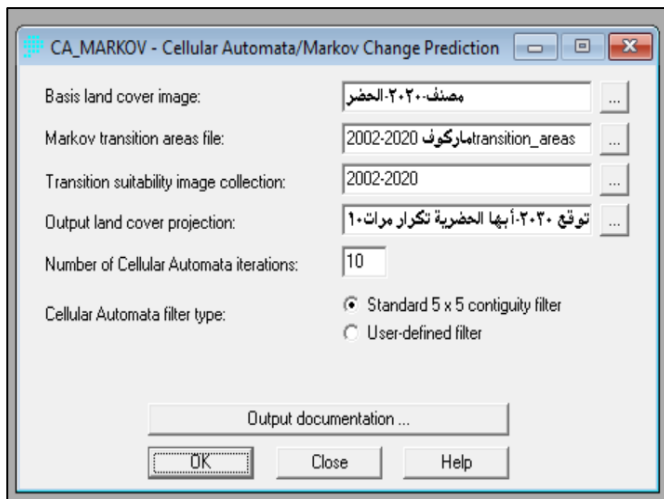 CA_MARKOV - Cellular Automata/Markov Change Prediction
Basis land cover image: مصنف-٢٠٢٠-الحضر ...
Markov transition areas file: 2002-2020 ماركوف transition_areas ...
Transition suitability image collection: 2002-2020 ...
Output land cover projection: توقع ٢٠٣٠-أبها الحضرية تكرار مرات١٠ ...
Number of Cellular Automata iterations: 10
Cellular Automata filter type: Standard 5 x 5 contiguity filter
User-defined filter
Output documentation ...
OK Close Help